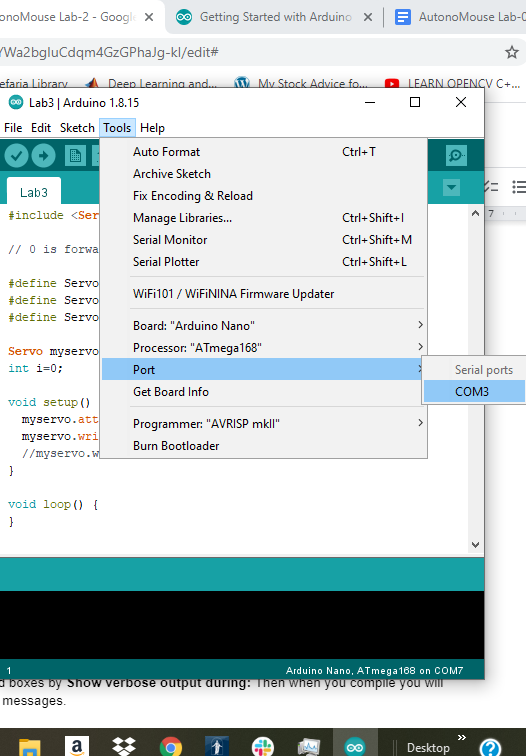 onoMouse Lab-2 - Google
Getting Started with Arduino
AutonoMouse Lab-0
YWa2bgluCdqm4GzGPhaJg-kI/edit#
efaria Library
Deep Learning and...
My Stock Advice fo...
LEARN OPENCV C+...
Lab3 | Arduino 1.8.15
File Edit Sketch Tools Help
Auto Format Ctrl+T
Archive Sketch
Fix Encoding & Reload
Manage Libraries... Ctrl+Shift+I
Serial Monitor Ctrl+Shift+M
Serial Plotter Ctrl+Shift+L
WiFi101 / WiFiNINA Firmware Updater
Board: "Arduino Nano"
Processor: "ATmega168"
Port
Get Board Info
Programmer: "AVRISP mkII"
Burn Bootloader
Serial ports
COM3
7
Lab3
#include <Ser
// 0 is forwa
#define Servo
#define Servo
#define Servo
Servo myservo
int i=0;
void setup()
myservo.att
myservo.wri
//myservo.w
}
void loop() {
}
1 Arduino Nano, ATmega168 on COM7
d boxes by Show verbose output during: Then when you compile you will
messages.
Desktop